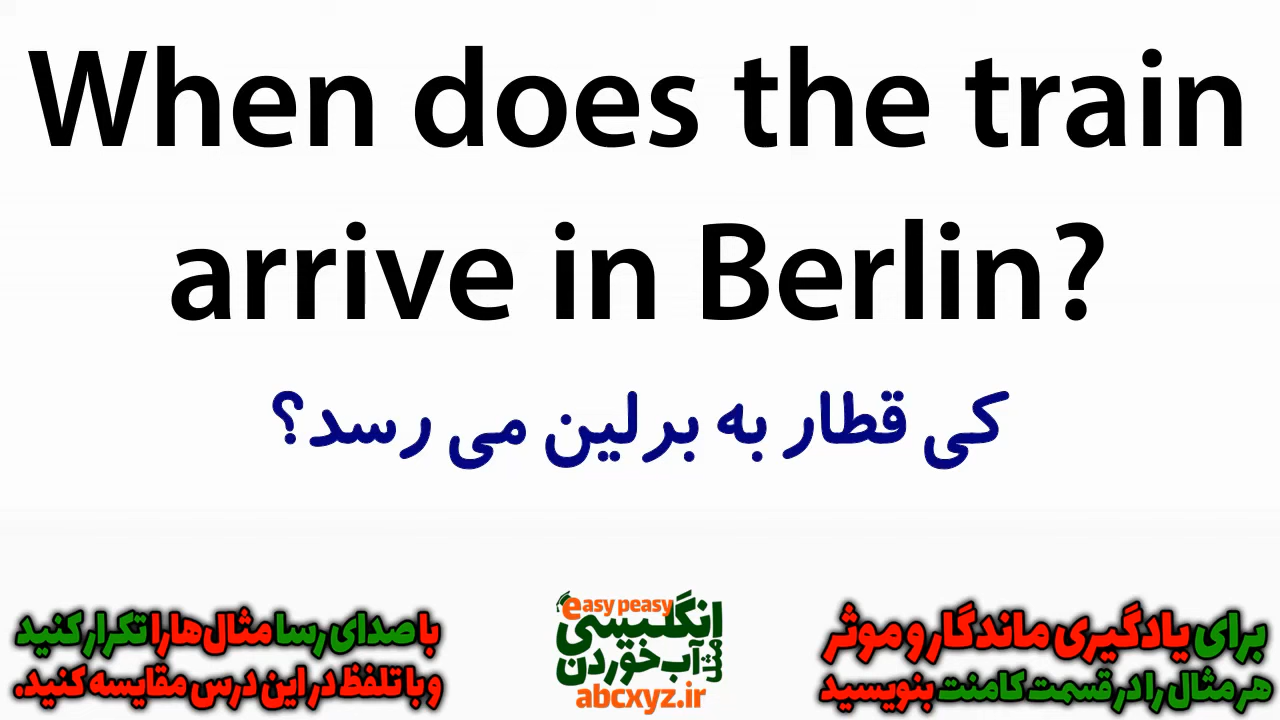 When does the train
arrive in Berlin?
کی قطار به برلین می رسد؟
برای یادگیری ماندگار و موثر
هر مثال را در قسمت کامنت بنویسید
easy peasy
انگلیسی
مثل آب خوردن
abcxyz.ir
با صدای رسا مثال‌ها را تکرار کنید
و با تلفظ در این درس مقایسه کنید.